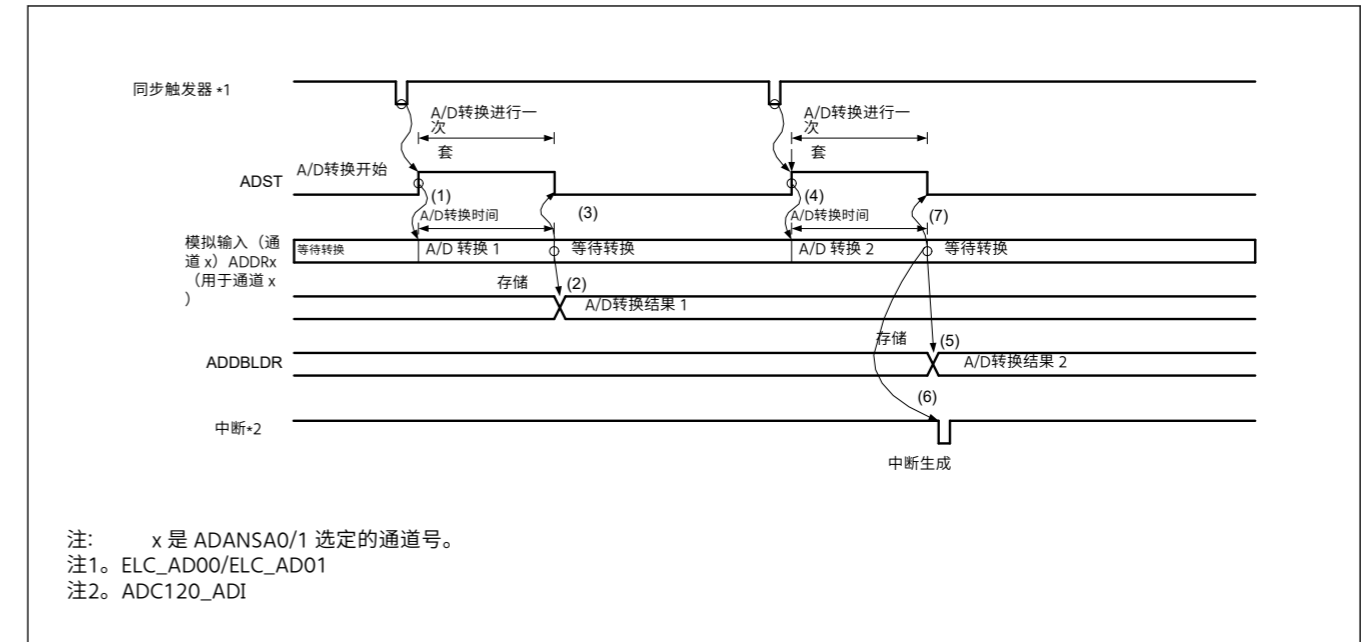 同步触发器 *1
A/D转换进行一
次
套
A/D转换进行一
次
套
ADST
A/D转换开始
(1)
(4)
A/D转换时间
(3)
A/D转换时间
(7)
模拟输入（通
道 x）ADDRx
（用于通道 x
）
等待转换
A/D 转换 1
等待转换
A/D 转换 2
等待转换
存储
(2)
A/D转换结果 1
存储
(5)
ADDBLDR
A/D转换结果 2
(6)
中断*2
中断生成
注:  x 是 ADANSA0/1 选定的通道号。
注1。ELC_AD00/ELC_AD01
注2。ADC120_ADI